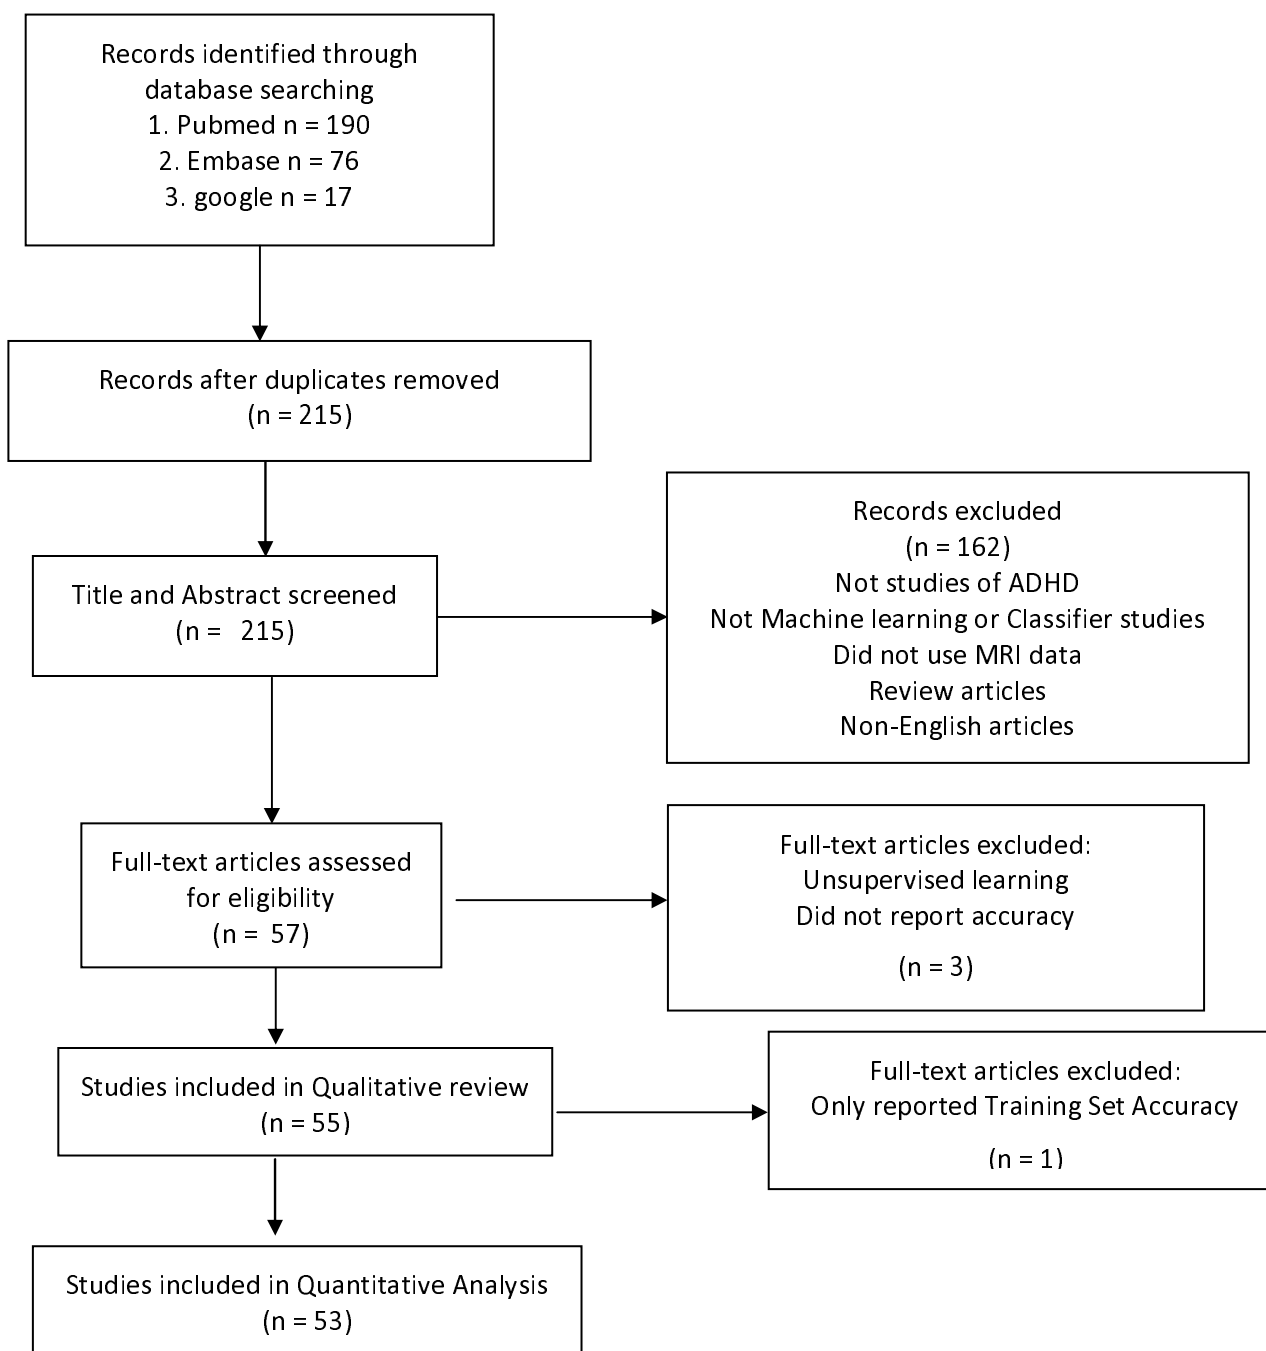 Records identified through
database searching
1. Pubmed n = 190
2. Embase n = 76
3. google n = 17
Records after duplicates removed
(n = 215)
Title and Abstract screened
(n = 215)
Records excluded
(n = 162)
Not studies of ADHD
Not Machine learning or Classifier studies
Did not use MRI data
Review articles
Non-English articles
Full-text articles assessed
for eligibility
(n = 57)
Full-text articles excluded:
Unsupervised learning
Did not report accuracy
(n = 3)
Studies included in Qualitative review
(n = 55)
Full-text articles excluded:
Only reported Training Set Accuracy
(n = 1)
Studies included in Quantitative Analysis
(n = 53)